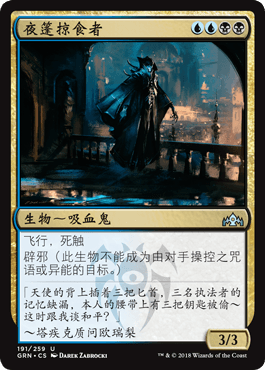 夜篷掠食者
生物～吸血鬼
飞行，死触
辟邪（此生物不能成为由对手操控之咒
语或异能的目标。）
「天使的背上插着三把匕首，三名执法者的
记忆缺漏，本人的腰带上有三把钥匙被偷～
这时跟我谈和平？
～塔疾克质问欧瑞梨
3/3
191/259 U
GRN • CS DAREK ZABROCKI
™ & © 2018 Wizards of the Coast